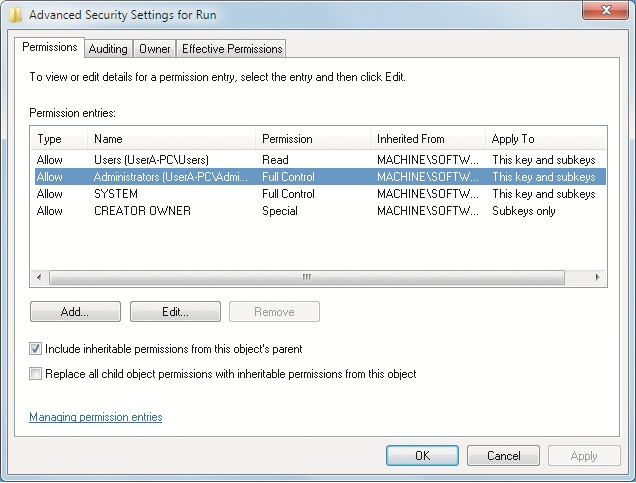 Advanced Security Settings for Run
Permissions Auditing Owner Effective Permissions
To view or edit details for a permission entry, select the entry and then click Edit.
Permission entries:
Type Name Permission Inherited From Apply To
Allow Users (UserA-PC\Users) Read MACHINE\SOFTW... This key and subkeys
Allow Administrators (UserA-PC\Admi... Full Control MACHINE\SOFTW... This key and subkeys
Allow SYSTEM Full Control MACHINE\SOFTW... This key and subkeys
Allow CREATOR OWNER Special MACHINE\SOFTW... Subkeys only
Add... Edit... Remove
Include inheritable permissions from this object's parent
Replace all child object permissions with inheritable permissions from this object
Managing permission entries
OK Cancel Apply